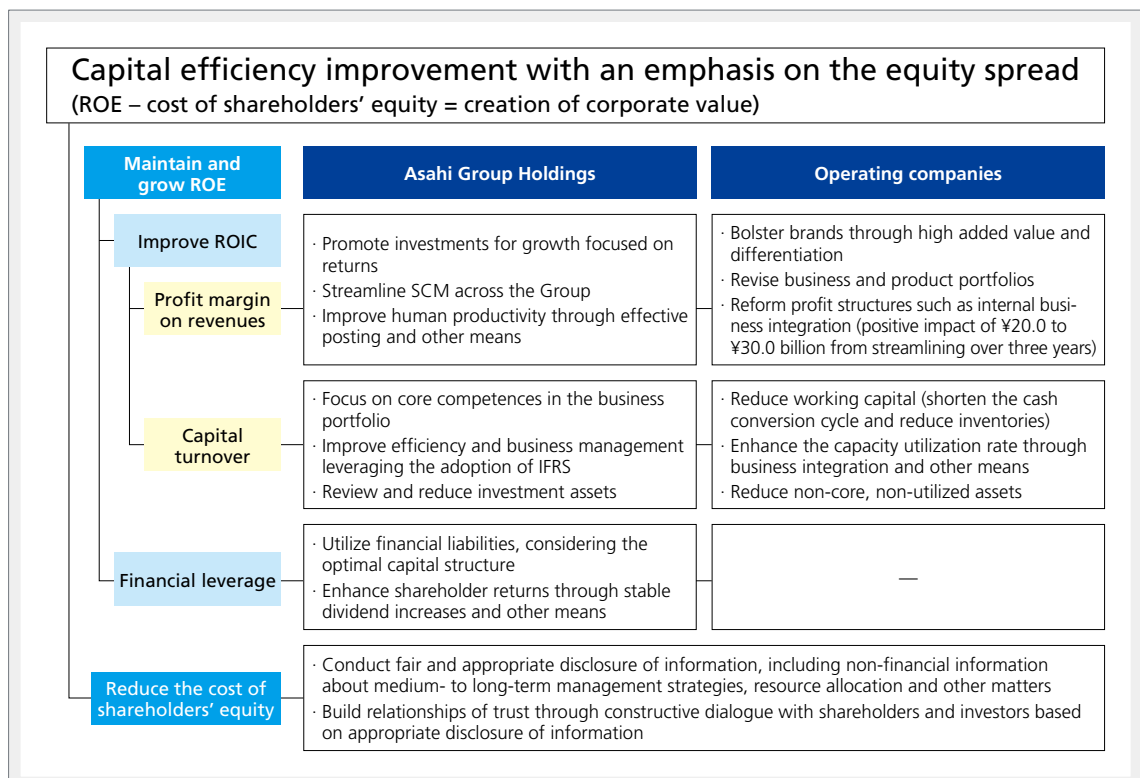 Capital efficiency improvement with an emphasis on the equity spread
(ROE – cost of shareholders’ equity = creation of corporate value)
Maintain and
grow ROE
Asahi Group Holdings
Operating companies
Improve ROIC
Profit margin
on revenues
· Promote investments for growth focused on
returns
· Streamline SCM across the Group
· Improve human productivity through effective
posting and other means
· Bolster brands through high added value and
differentiation
· Revise business and product portfolios
· Reform profit structures such as internal busi-
ness integration (positive impact of ¥20.0 to
¥30.0 billion from streamlining over three years)
Capital
turnover
· Focus on core competences in the business
portfolio
· Improve efficiency and business management
leveraging the adoption of IFRS
· Review and reduce investment assets
· Reduce working capital (shorten the cash
conversion cycle and reduce inventories)
· Enhance the capacity utilization rate through
business integration and other means
· Reduce non-core, non-utilized assets
Financial leverage
· Utilize financial liabilities, considering the
optimal capital structure
· Enhance shareholder returns through stable
dividend increases and other means
—
Reduce the cost of
shareholders’ equity
· Conduct fair and appropriate disclosure of information, including non-financial information
about medium- to long-term management strategies, resource allocation and other matters
· Build relationships of trust through constructive dialogue with shareholders and investors based
on appropriate disclosure of information